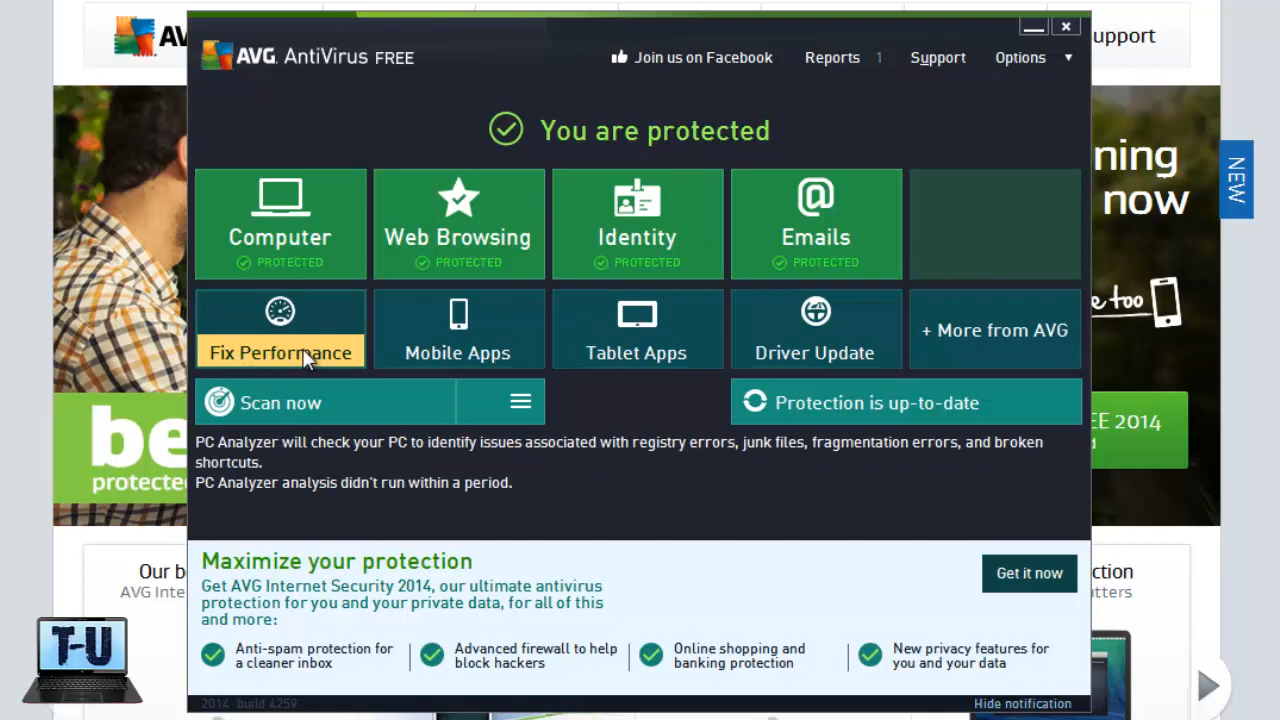 AVG AntiVirus FREE
Join us on Facebook
Reports 1
Support
Options
upport
You are protected
ning
now
NEW
Computer
PROTECTED
Web Browsing
PROTECTED
Identity
PROTECTED
Emails
PROTECTED
Fix Performance
Mobile Apps
Tablet Apps
Driver Update
+ More from AVG
e too
Scan now
Protection is up-to-date
EE 2014
be
protecte
PC Analyzer will check your PC to identify issues associated with registry errors, junk files, fragmentation errors, and broken
shortcuts.
PC Analyzer analysis didn't run within a period.
Maximize your protection
Get AVG Internet Security 2014, our ultimate antivirus
protection for you and your private data, for all of this
and more:
Get it now
Our b
AVG Inte
ction
atters
Anti-spam protection for
a cleaner inbox
Advanced firewall to help
block hackers
Online shopping and
banking protection
New privacy features for
you and your data
T-U
2014 build 4259
Hide notification